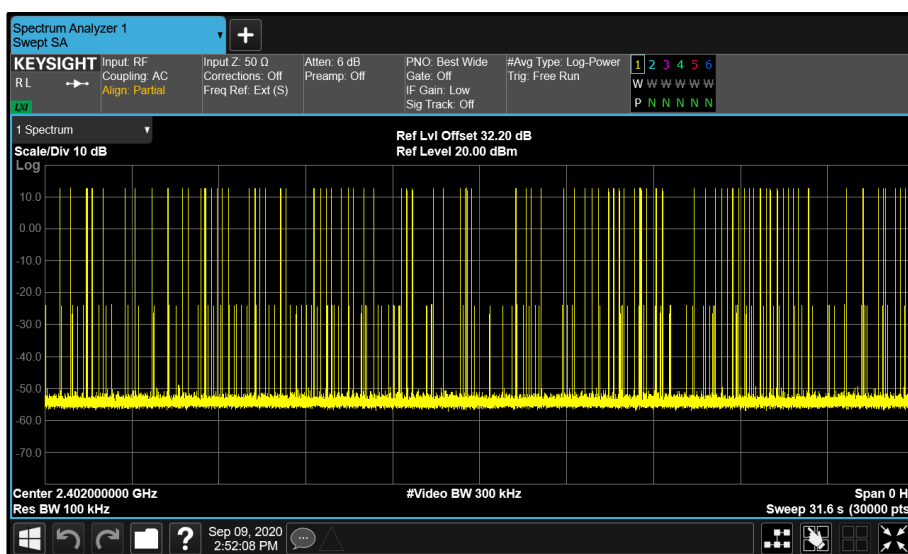 Spectrum Analyzer 1
Swept SA
KEYSIGHT
R L
LXI
Input: RF
Coupling: AC
Align: Partial
Input Z: 50 Ω
Corrections: Off
Freq Ref: Ext (S)
Atten: 6 dB
Preamp: Off
PNO: Best Wide
Gate: Off
IF Gain: Low
Sig Track: Off
#Avg Type: Log-Power
Trig: Free Run
1 2 3 4 5 6
W W W W W W
P N N N N N
1 Spectrum
Scale/Div 10 dB
Log
Ref Lvl Offset 32.20 dB
Ref Level 20.00 dBm
10.0
0.00
-10.0
-20.0
-30.0
-40.0
-50.0
-60.0
-70.0
Center 2.402000000 GHz
Res BW 100 kHz
#Video BW 300 kHz
Span 0 H
Sweep 31.6 s (30000 pts
?
Sep 09, 2020
2:52:08 PM